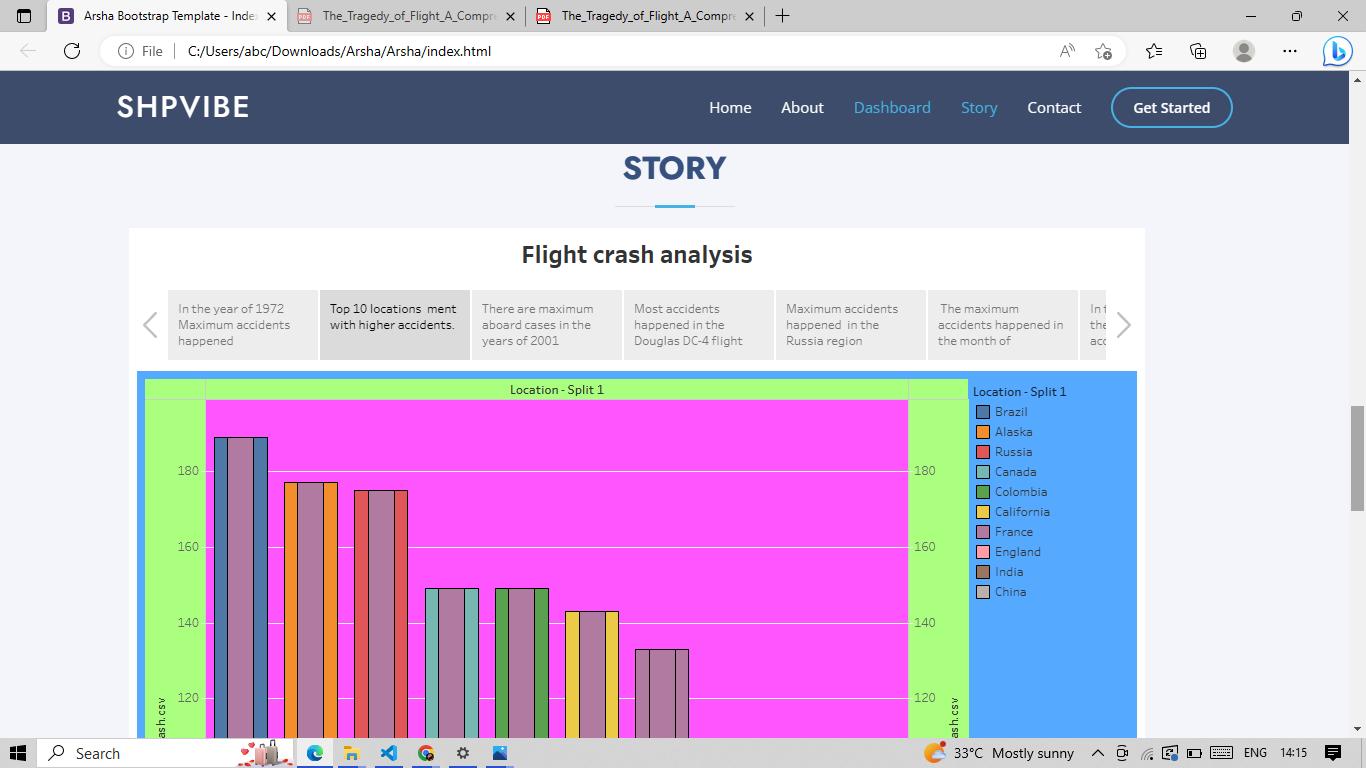 Arsha Bootstrap Template - Index
The_Tragedy_of_Flight_A_Compre
The_Tragedy_of_Flight_A_Compre
File
C:/Users/abc/Downloads/Arsha/Arsha/index.html
SHPVIBE
Home
About
Dashboard
Story
Contact
Get Started
STORY
Flight crash analysis
In the year of 1972
Maximum accidents
happened
Top 10 locations ment
with higher accidents.
There are maximum
aboard cases in the
years of 2001
Most accidents
happened in the
Douglas DC-4 flight
Maximum accidents
happened in the
Russia region
The maximum
accidents happened in
the month of
Location - Split 1
180
160
140
120
ash.csv
180
160
140
120
ash.csv
Location - Split 1
Brazil
Alaska
Russia
Canada
Colombia
California
France
England
India
China
Search
33°C Mostly sunny
ENG
14:15